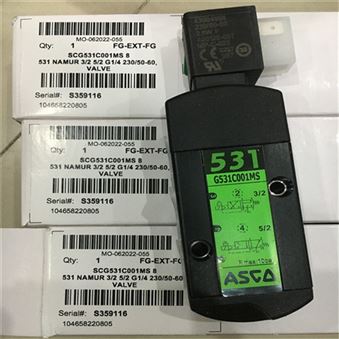 MO-062022-055
Qty: 1 FG-EXT-FG
SCG531C001MS 8
531 NAMUR 3/2 5/2 G1/4 230/50-60,
VALVE
Serial#: S359116
104658220805
MO-062022-055
Qty: 1 FG-EXT-FG
SCG531C001MS 8
531 NAMUR 3/2 5/2 G1/4 230/50-60,
VALVE
Serial#: S359116
104658220805
MO-062022-055
Qty: 1 FG-EXT-FG
SCG531C001MS 8
531 NAMUR 3/2 5/2 G1/4 230/50-60,
VALVE
Serial#: S359116
104658220805
531
G531C001MS
2 3/2
4 5/2
ASCO